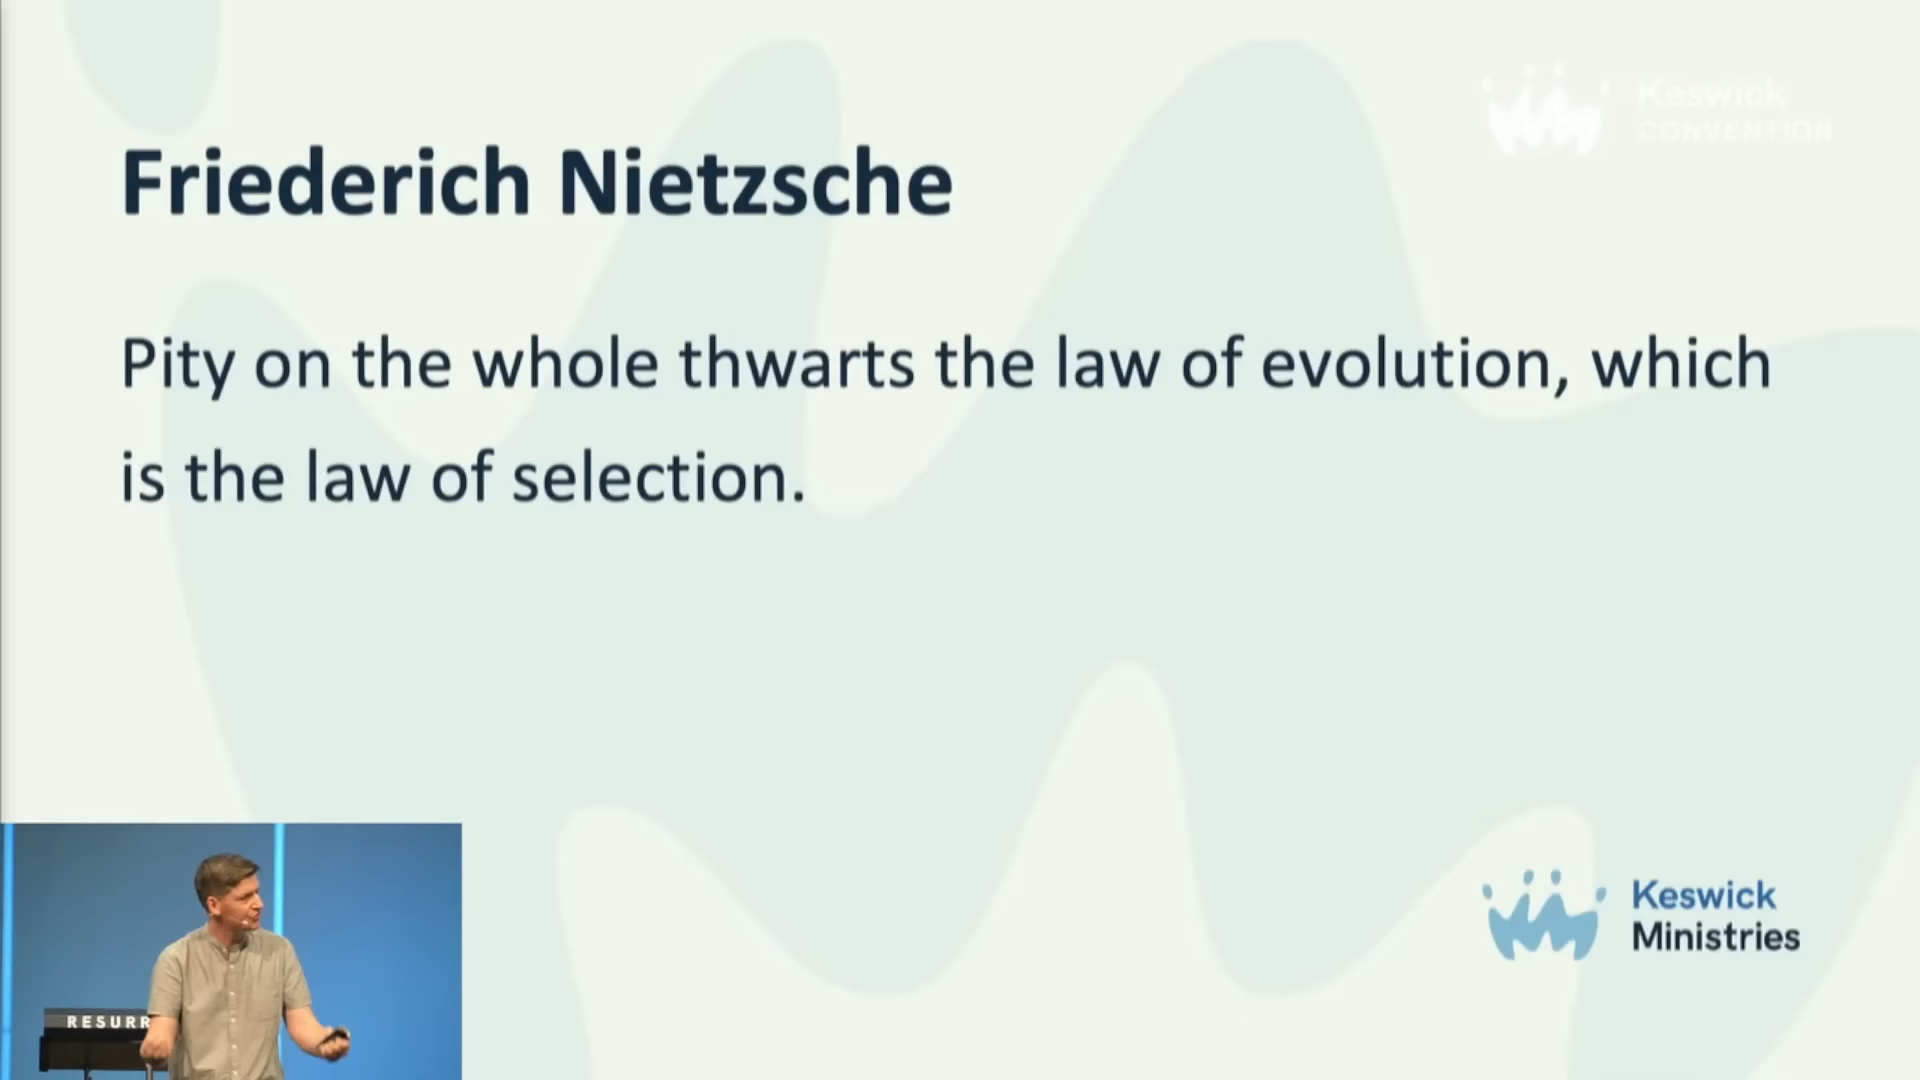 Keswick
CONVENTION
Friederich Nietzsche
Pity on the whole thwarts the law of evolution, which
is the law of selection.
RESURR
Keswick
Ministries